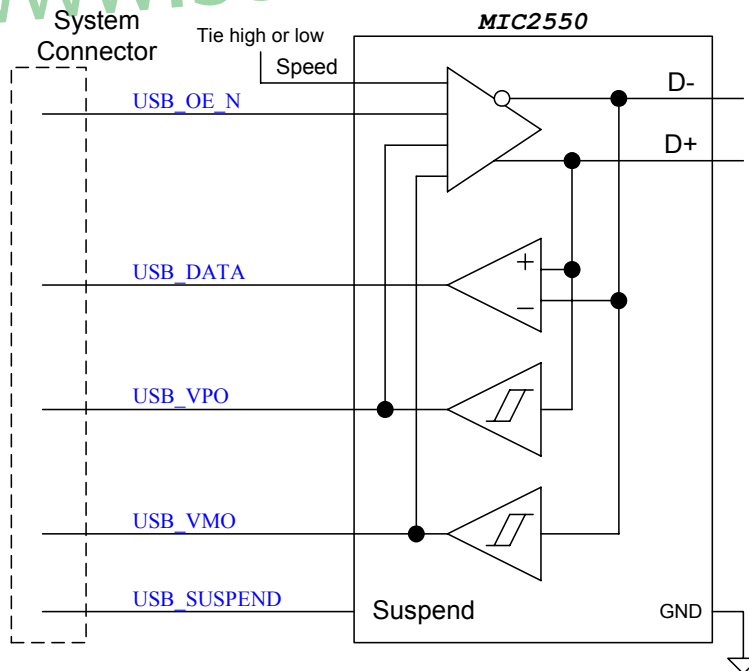 System
Connector
Tie high or low
Speed
MIC2550
D-
USB_OE_N
D+
USB_DATA
+
−
USB_VPO
USB_VMO
USB_SUSPEND
Suspend
GND